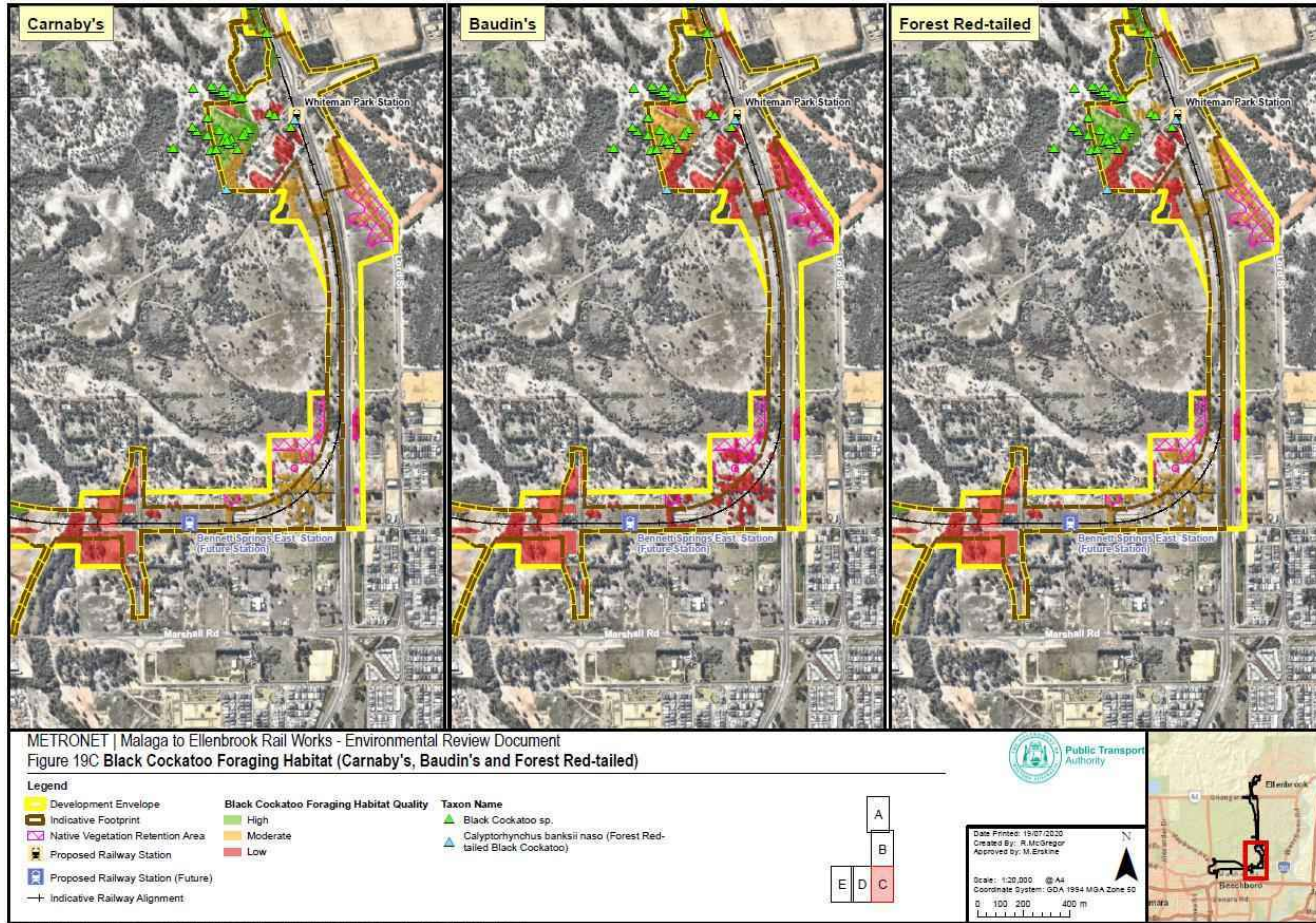 Carnaby's
Baudin's
Forest Red-tailed
Whiteman Park Station
Whiteman Park Station
Whiteman Park Station
Lord St
Lord St
Lord St
Bennett Springs East Station
(Future Station)
Bennett Springs East Station
(Future Station)
Bennett Springs East Station
(Future Station)
Marshall Rd
Marshall Rd
Marshall Rd
METRONET | Malaga to Ellenbrook Rail Works - Environmental Review Document
Figure 19C Black Cockatoo Foraging Habitat (Carnaby's, Baudin's and Forest Red-tailed)
Legend
Development Envelope
Indicative Footprint
Native Vegetation Retention Area
Proposed Railway Station
Proposed Railway Station (Future)
Indicative Railway Alignment
Black Cockatoo Foraging Habitat Quality
High
Moderate
Low
Taxon Name
Black Cockatoo sp.
Calyptorhynchus banksii naso (Forest Red-
tailed Black Cockatoo)
A
B
E D C
Public Transport
Authority
Date Printed: 19/07/2020
Created By: R.McGregor
Approved by: M.Erskine
N
Scale: 1:20,000 @ A4
Coordinate System: GDA 1994 MGA Zone 50
0 100 200 400 m
Ellenbrook
Beechboro